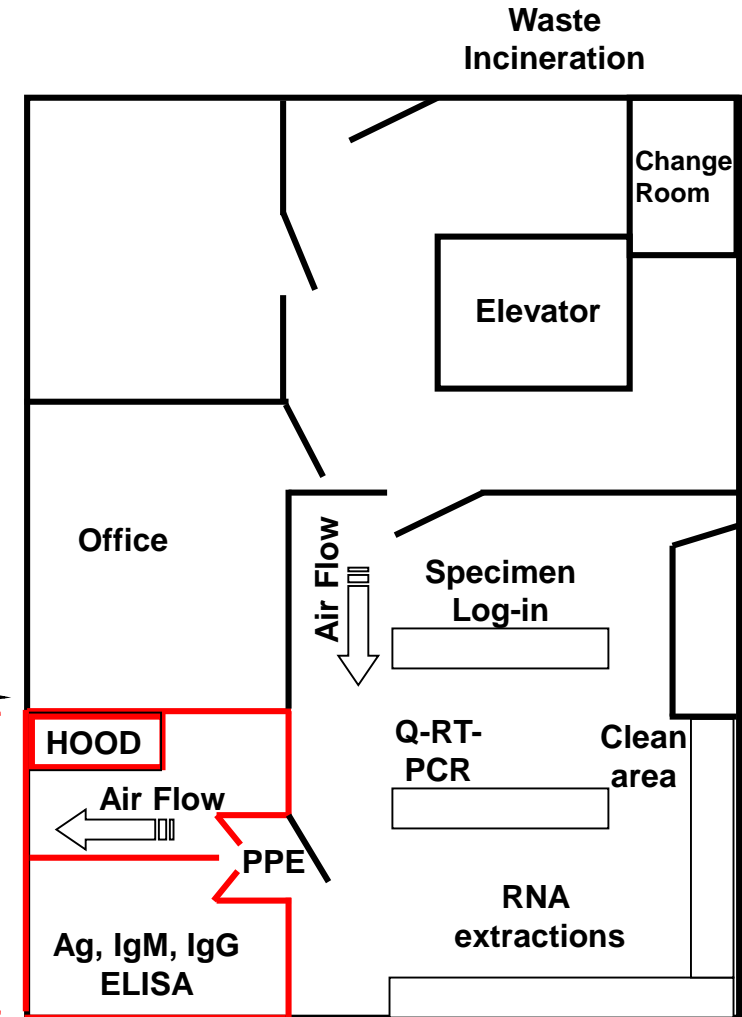 Waste
Incineration
Change
Room
Elevator
Office
Air Flow
Specimen
Log-in
HOOD
Q-RT-
PCR
Clean
area
Air Flow
PPE
RNA
extractions
Ag, IgM, IgG
ELISA